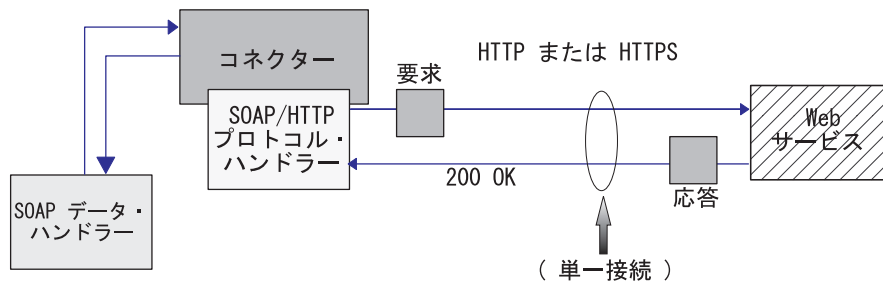 コネクター
HTTP または HTTPS
要求
SOAP/HTTP
プロトコル・
ハンドラー
Web
サービス
200 OK
応答
SOAP データ・
ハンドラー
( 単一接続 )